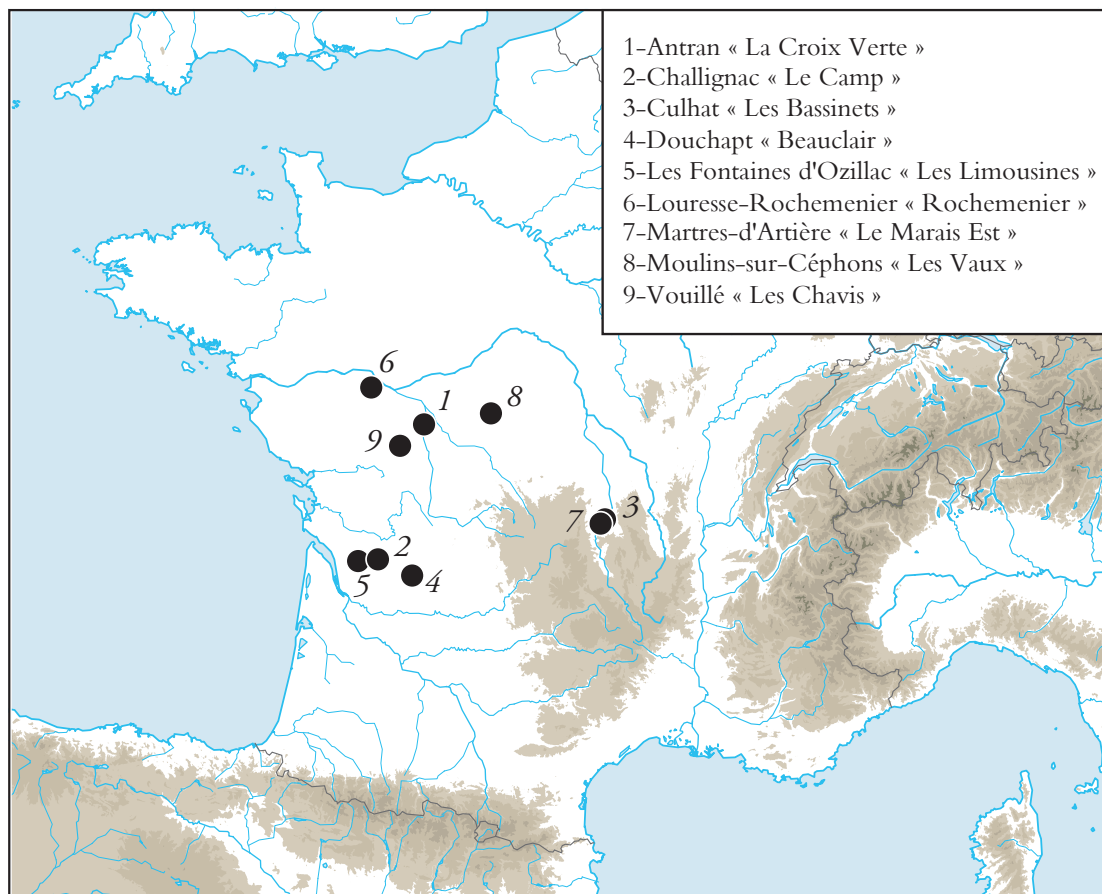 1-Antran « La Croix Verte »
2-Challignac « Le Camp »
3-Culhat « Les Bassinets »
4-Douchapt « Beauclair »
5-Les Fontaines d'Ozillac « Les Limousines »
6-Louresse-Rochemenier « Rochemenier »
7-Martres-d'Artière « Le Marais Est »
8-Moulins-sur-Céphons « Les Vaux »
9-Vouillé « Les Chavis »
6
1
8
9
3
7
2
5
4